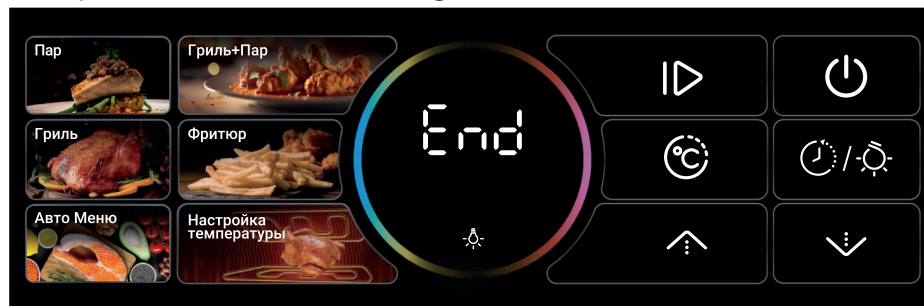 Пар
Гриль+Пар
Гриль
Фритюр
Авто Меню
Настройка
температуры
End
°C
/